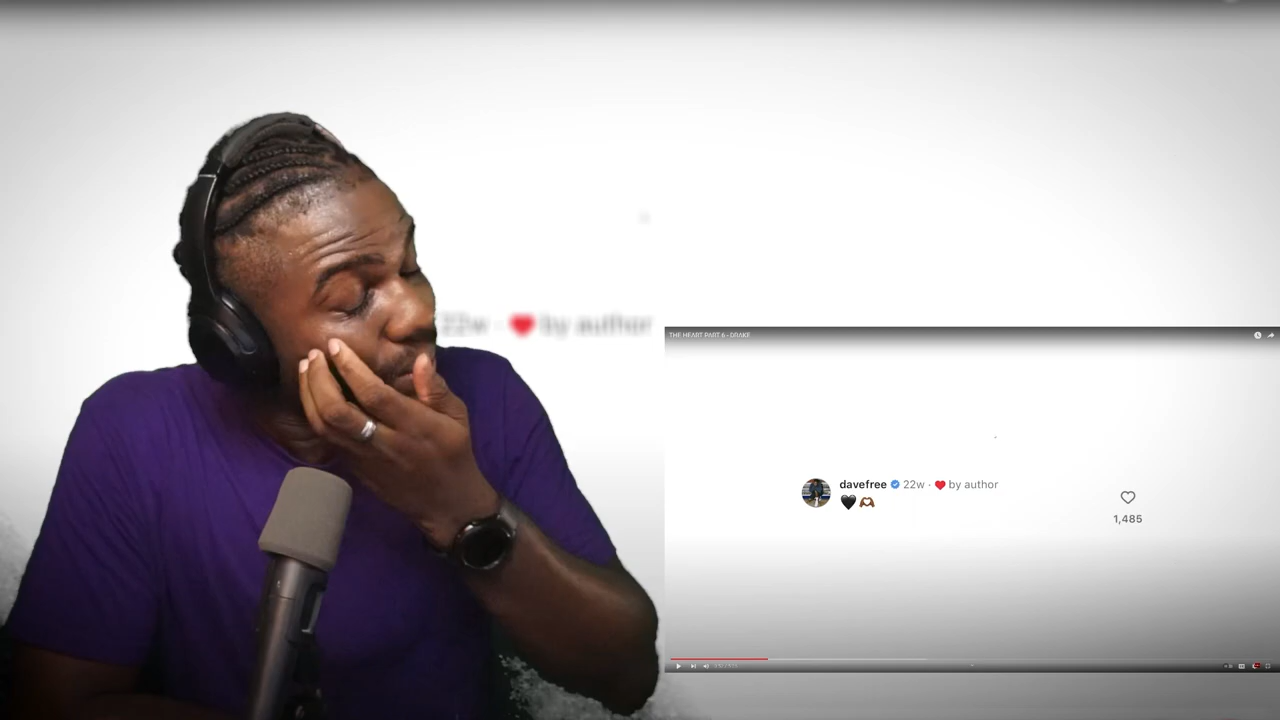 22w · ❤️ by author
THE HEART PART 6 - DRAKE
davefree 22w · ❤️ by author
🖤🫶🏾
1,485